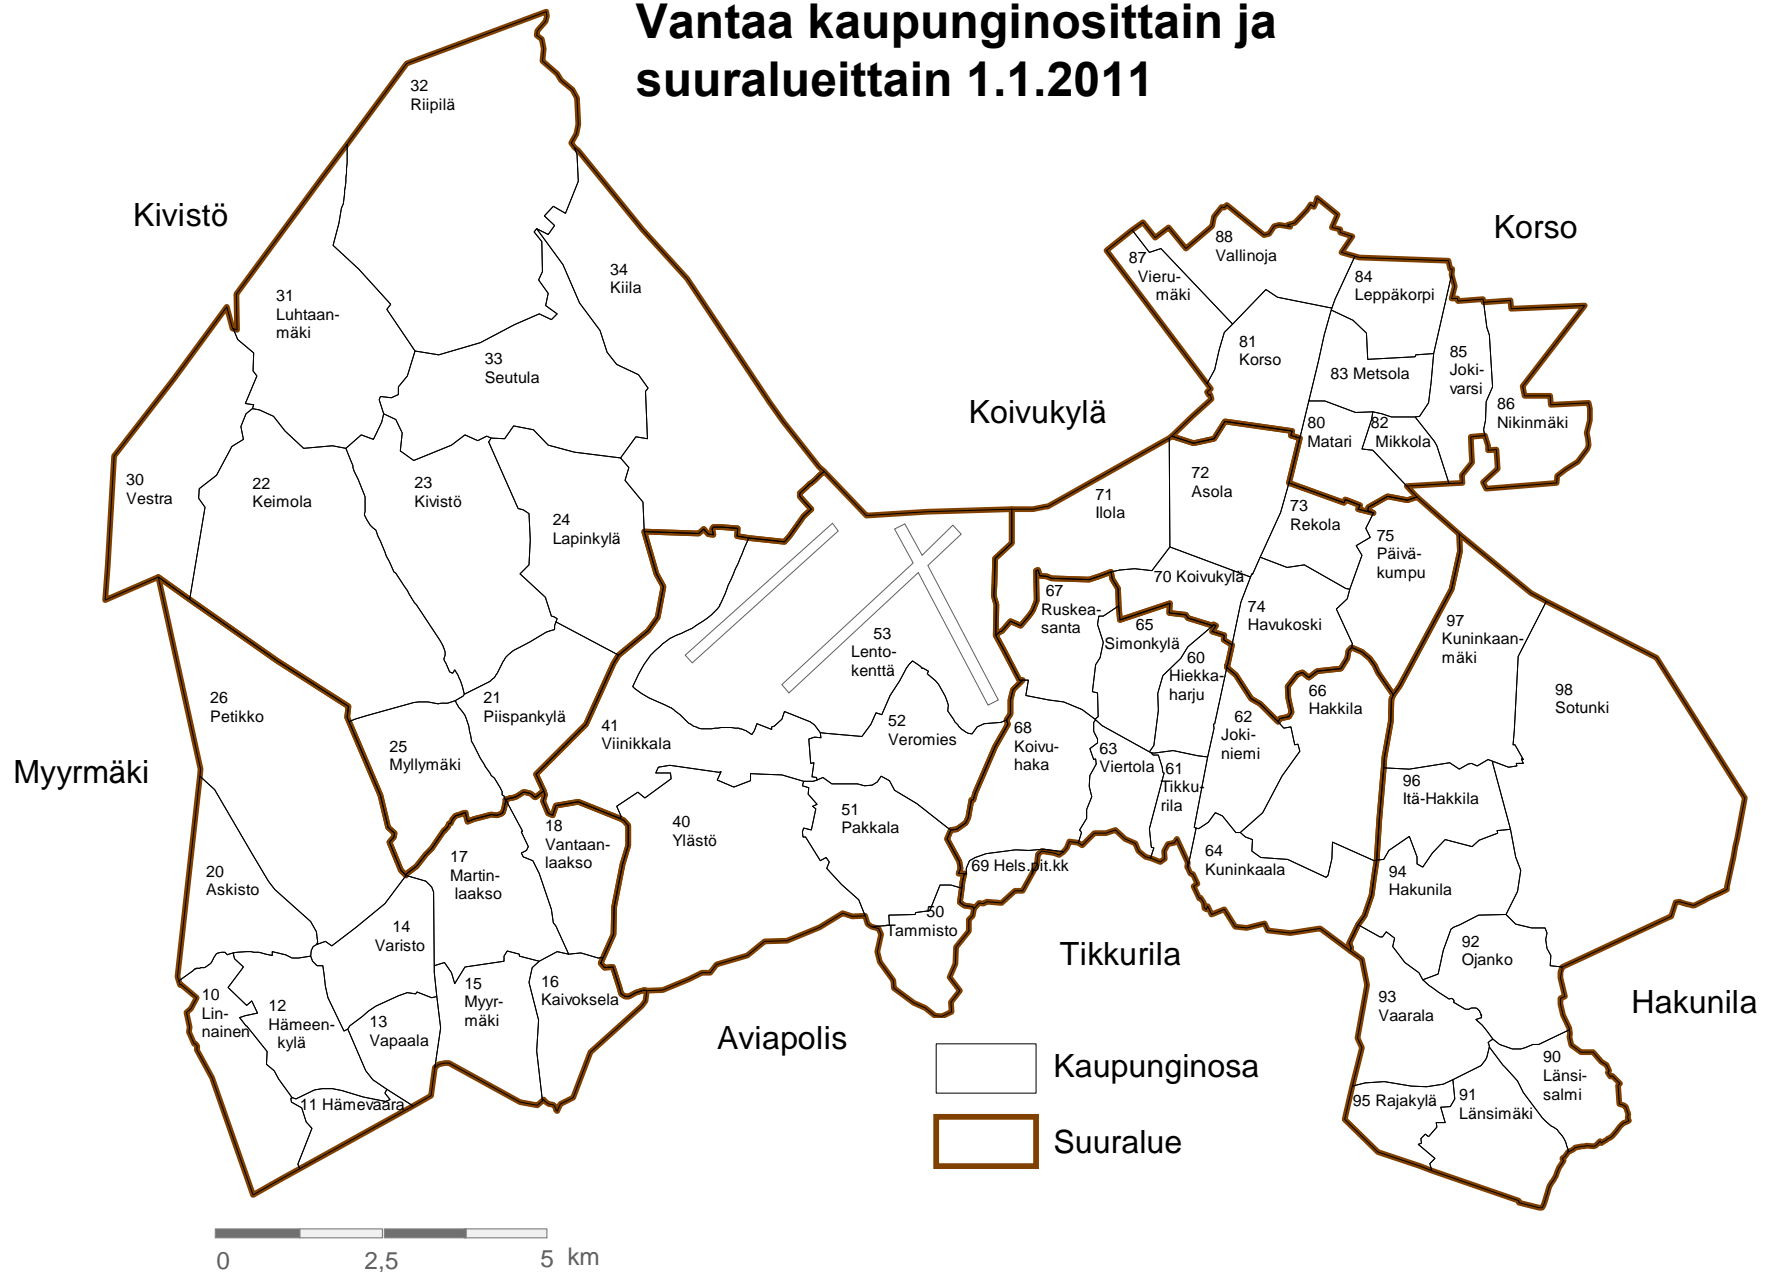 Vantaa kaupunginosittain ja
suuralueittain 1.1.2011
32
Riipilä
Kivistö
34
Kiila
31
Luhtaan-
mäki
33
Seutula
30
Vestra
22
Keimola
23
Kivistö
24
Lapinkylä
26
Petikko
25
Myllymäki
21
Piispankylä
Myyrmäki
20
Askisto
17
Martin-
laakso
18
Vantaan-
laakso
14
Varisto
10
Lin-
nainen
12
Hämeen-
kylä
13
Vapaala
15
Myyr-
mäki
16
Kaivoksela
11 Hämevaara
41
Viinikkala
53
Lento-
kenttä
52
Veromies
40
Ylästö
51
Pakkala
50
Tammisto
Aviapolis
Korso
88
Vallinoja
87
Vieru-
mäki
84
Leppäkorpi
81
Korso
83 Metsola
85
Joki-
varsi
86
Nikinmäki
80
Matari
82
Mikkola
Koivukylä
71
Ilola
72
Asola
73
Rekola
75
Päivä-
kumpu
70 Koivukylä
74
Havukoski
67
Ruskea-
santa
65
Simonkylä
60
Hiekka-
harju
66
Hakkila
62
Joki-
niemi
68
Koivu-
haka
63
Viertola
61
Tikku-
rila
64
Kuninkaala
69 Hels.pit.kk
Tikkurila
97
Kuninkaan-
mäki
98
Sotunki
96
Itä-Hakkila
94
Hakunila
92
Ojanko
93
Vaarala
90
Länsi-
salmi
95 Rajakylä
91
Länsimäki
Hakunila
Kaupunginosa
Suuralue
0 2,5 5 km